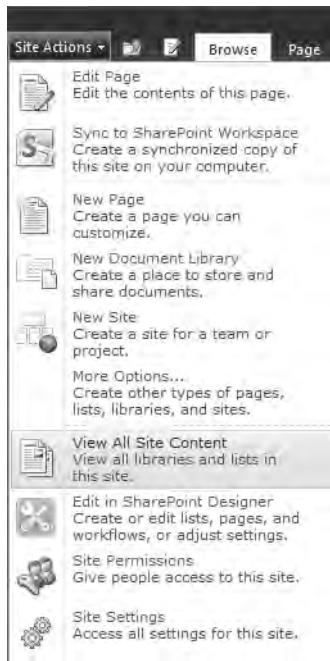 Site Actions Browse Page
Edit Page
Edit the contents of this page.
Sync to SharePoint Workspace
Create a synchronized copy of
this site on your computer.
New Page
Create a page you can
customize.
New Document Library
Create a place to store and
share documents.
New Site
Create a site for a team or
project.
More Options...
Create other types of pages,
lists, libraries, and sites.
View All Site Content
View all libraries and lists in
this site.
Edit in SharePoint Designer
Create or edit lists, pages, and
workflows, or adjust settings.
Site Permissions
Give people access to this site.
Site Settings
Access all settings for this site.